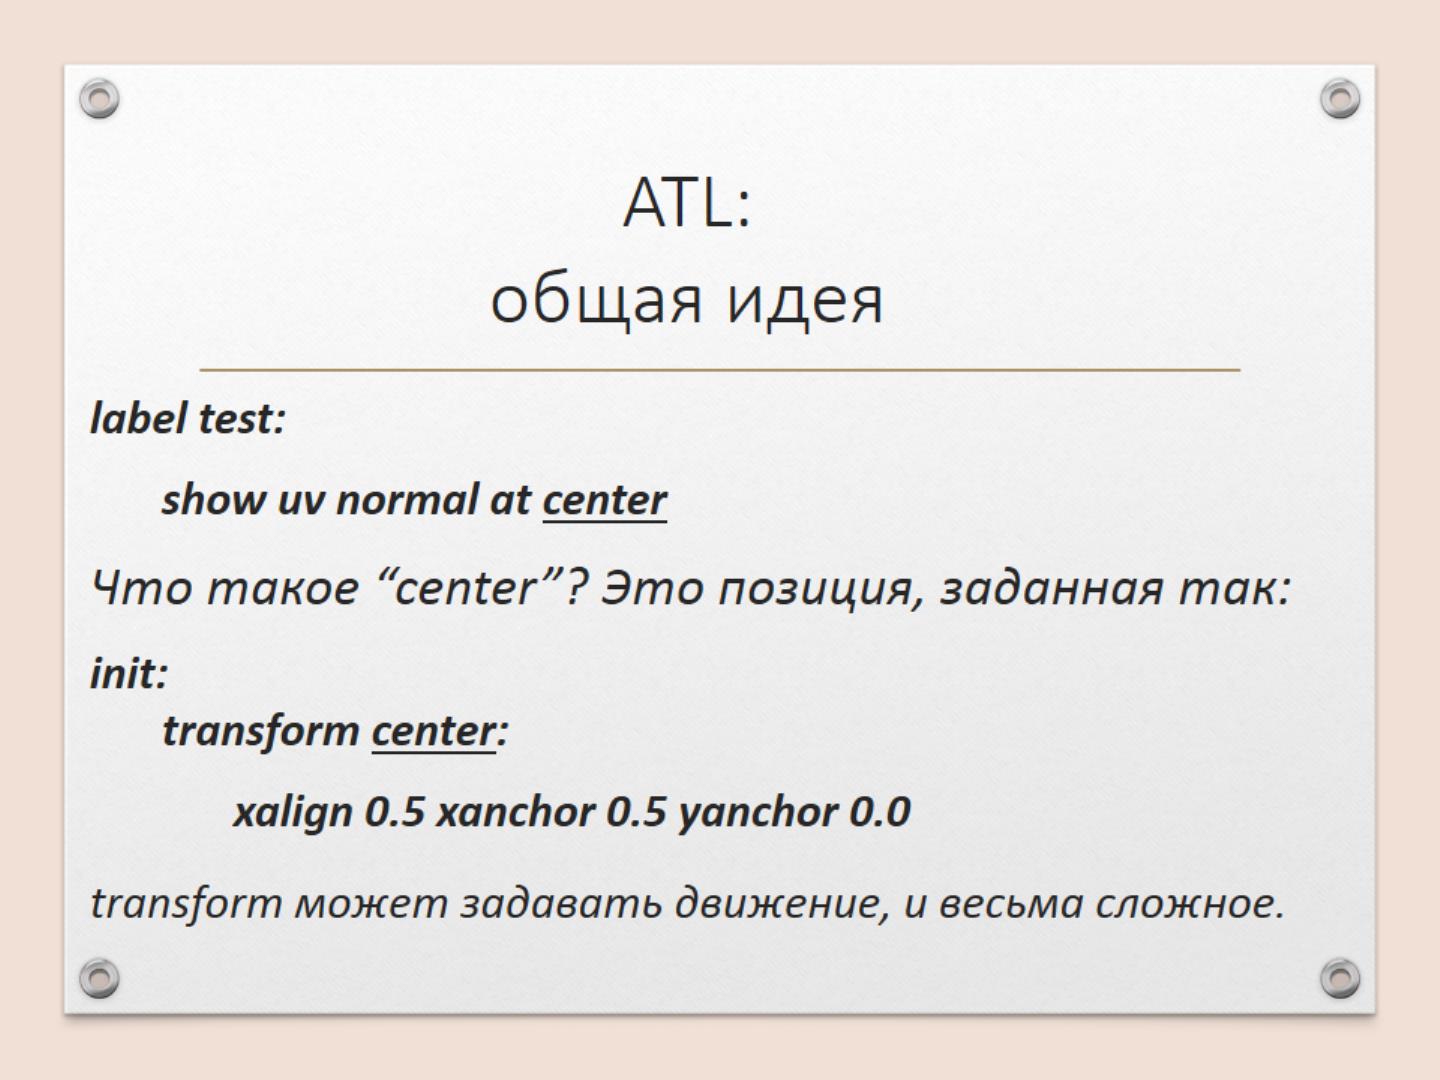 ATL:
общая идея
label test:
show uv normal at center
Что такое “center”? Это позиция, заданная так:
init:
transform center:
xalign 0.5 xanchor 0.5 yanchor 0.0
transform может задавать движение, и весьма сложное.